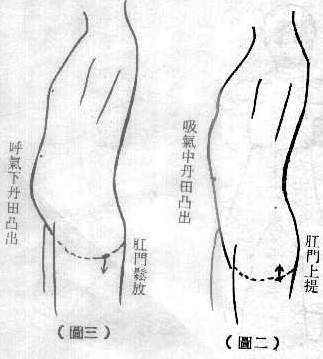 吸氣中丹田凸出
肛門上提
（圖二）
呼氣下丹田凸出
肛門鬆放
（圖三）